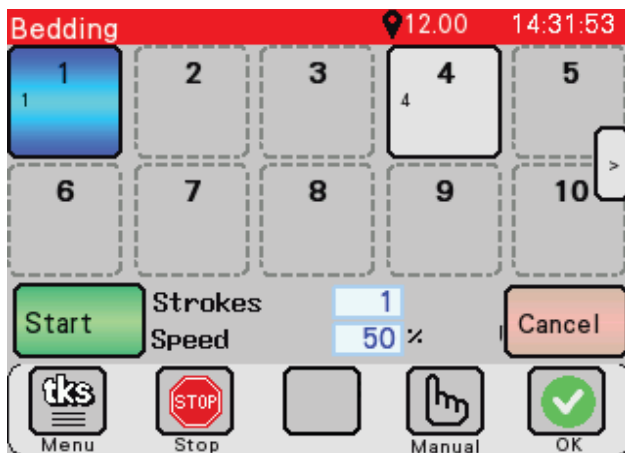 Bedding 12.00 14:31:53
1 2 3 4 5
1 4
>
6 7 8 9 10
Start Strokes 1 Cancel
Speed 50 %
tks STOP
Menu Stop Manual OK